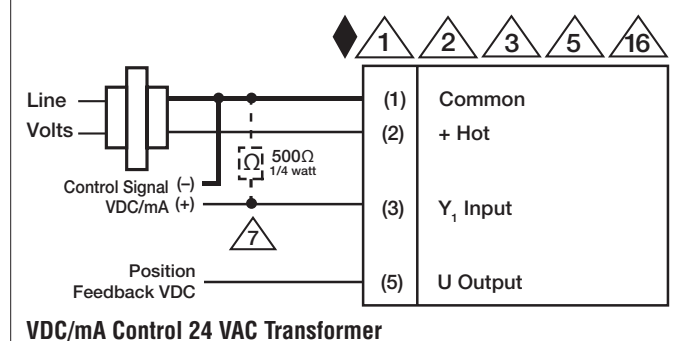 1 2 3 5 16
Line
Volts
(1) Common
(2) + Hot
Ω 500Ω
1/4 watt
Control Signal (–)
VDC/mA (+)
(3) Y₁ Input
7
Position
Feedback VDC
(5) U Output
VDC/mA Control 24 VAC Transformer